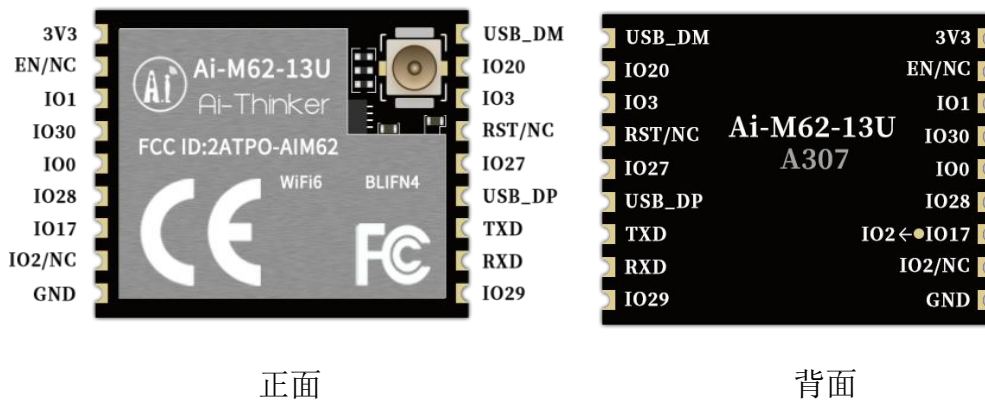 3V3
EN/NC
IO1
IO30
IO0
IO28
IO17
IO2/NC
GND
Ai
Ai-M62-13U
Ai-Thinker
FCC ID:2ATPO-AIM62
CE
WiFi6
BLIFN4
FC
USB_DM
IO20
IO3
RST/NC
IO27
USB_DP
TXD
RXD
IO29
正面
USB_DM
IO20
IO3
RST/NC
IO27
USB_DP
TXD
RXD
IO29
Ai-M62-13U
A307
3V3
EN/NC
IO1
IO30
IO0
IO28
IO2←●IO17
IO2/NC
GND
背面